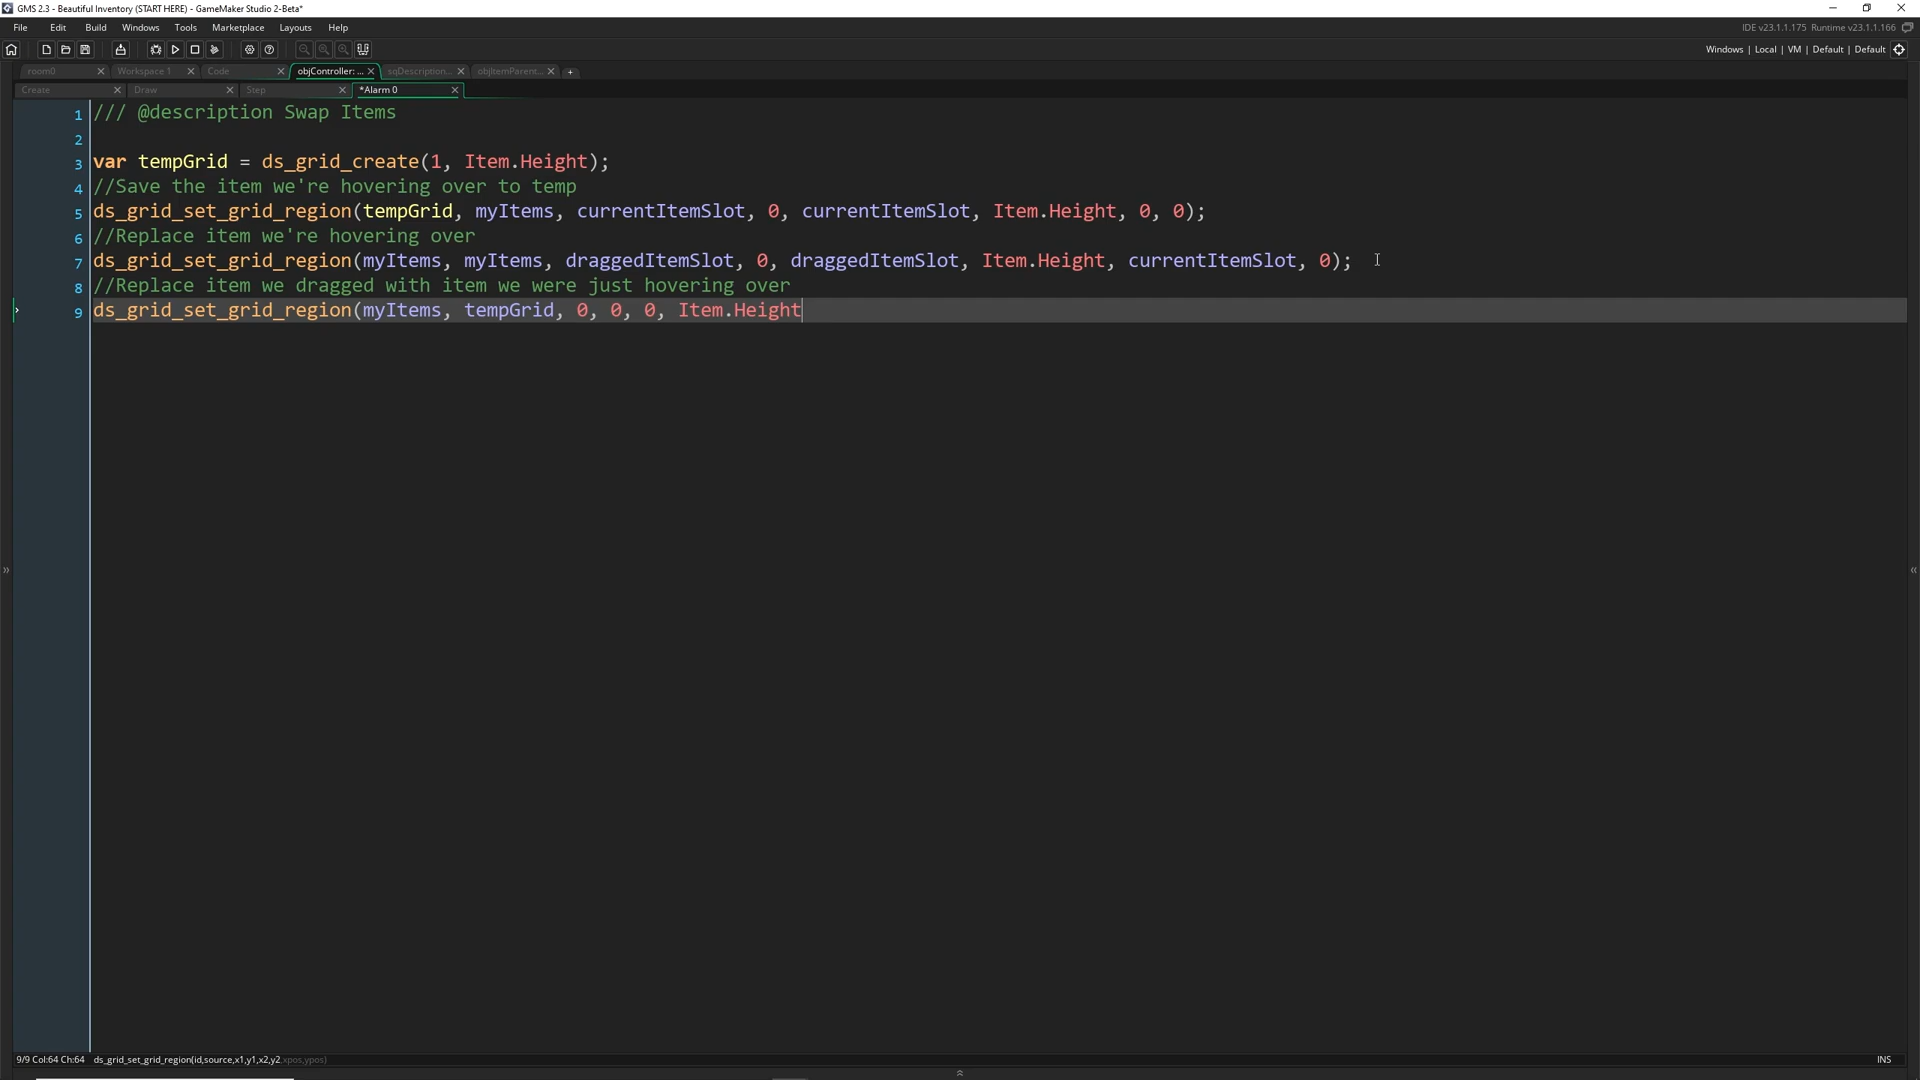 GMS 2.3 - Beautiful Inventory (START HERE) - GameMaker Studio 2-Beta*
File Edit Build Windows Tools Marketplace Layouts Help
IDE v23.1.1.175 Runtime v23.1.1.166
Windows | Local | VM | Default | Default
room0 Workspace 1 Code objController: ... sqDescription... objItemParent... +
Create Draw Step *Alarm 0
1 /// @description Swap Items
2
3 var tempGrid = ds_grid_create(1, Item.Height);
4 //Save the item we're hovering over to temp
5 ds_grid_set_grid_region(tempGrid, myItems, currentItemSlot, 0, currentItemSlot, Item.Height, 0, 0);
6 //Replace item we're hovering over
7 ds_grid_set_grid_region(myItems, myItems, draggedItemSlot, 0, draggedItemSlot, Item.Height, currentItemSlot, 0);
8 //Replace item we dragged with item we were just hovering over
9 ds_grid_set_grid_region(myItems, tempGrid, 0, 0, 0, Item.Height
9/9 Col:64 Ch:64 ds_grid_set_grid_region(id,source,x1,y1,x2,y2,xpos,ypos) INS